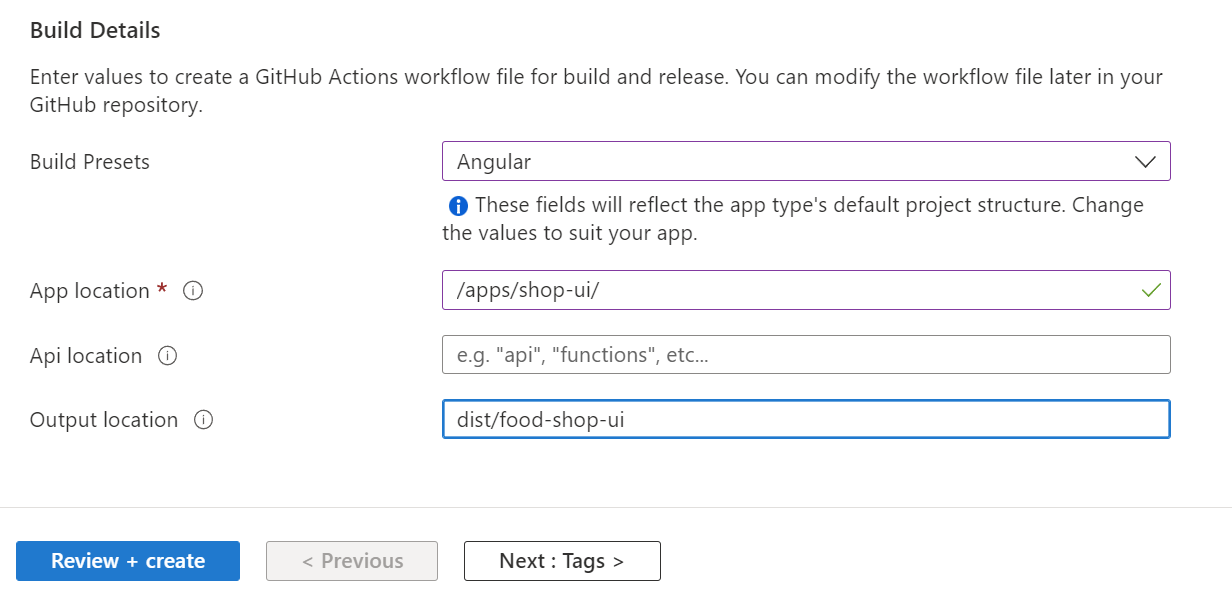 Build Details
Enter values to create a GitHub Actions workflow file for build and release. You can modify the workflow file later in your
GitHub repository.
Build Presets
Angular
These fields will reflect the app type's default project structure. Change
the values to suit your app.
App location *
/apps/shop-ui/
Api location
e.g. "api", "functions", etc...
Output location
dist/food-shop-ui
Review + create
< Previous
Next : Tags >